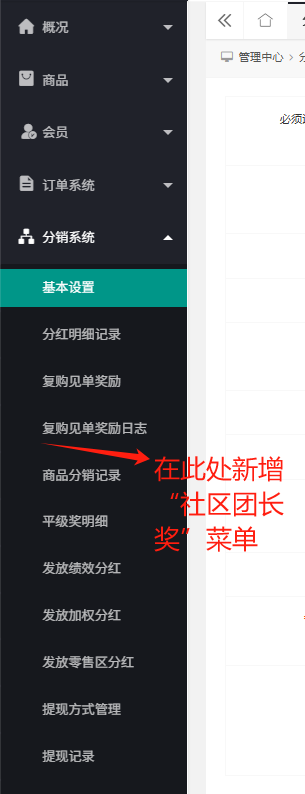 概况
商品
会员
订单系统
分销系统
基本设置
分红明细记录
复购见单奖励
复购见单奖励日志
商品分销记录
平级奖明细
发放绩效分红
发放加权分红
发放零售区分红
提现方式管理
提现记录
管理中心
必须
在此处新增
“社区团长
奖”菜单